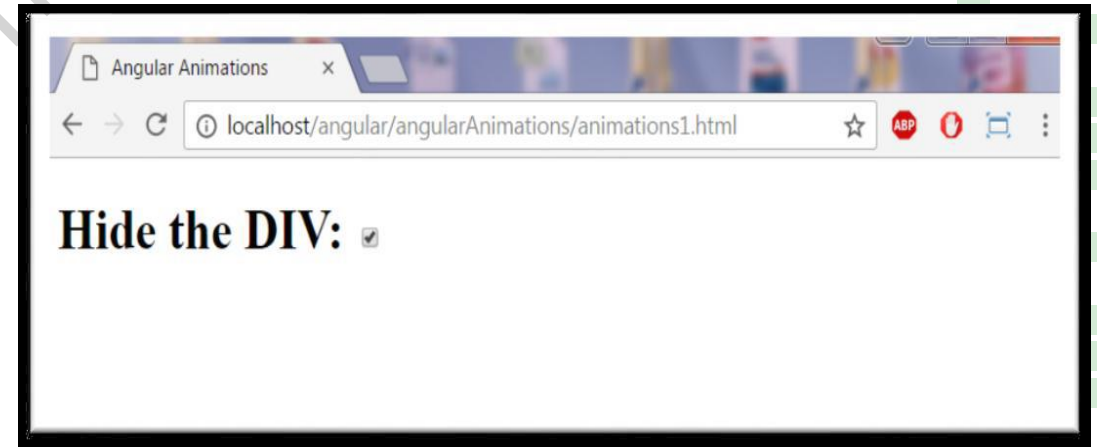 Angular Animations
localhost/angular/angularAnimations/animations1.html
ABP
Hide the DIV: